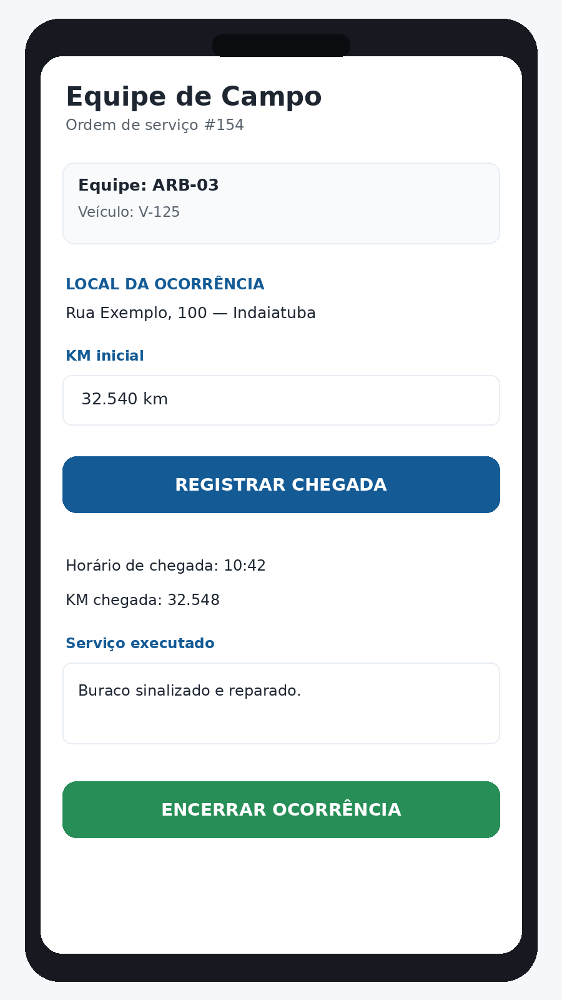 Equipe de Campo
Ordem de serviço #154
Equipe: ARB-03
Veículo: V-125
LOCAL DA OCORRÊNCIA
Rua Exemplo, 100 — Indaiatuba
KM inicial
32.540 km
REGISTRAR CHEGADA
Horário de chegada: 10:42
KM chegada: 32.548
Serviço executado
Buraco sinalizado e reparado.
ENCERRAR OCORRÊNCIA